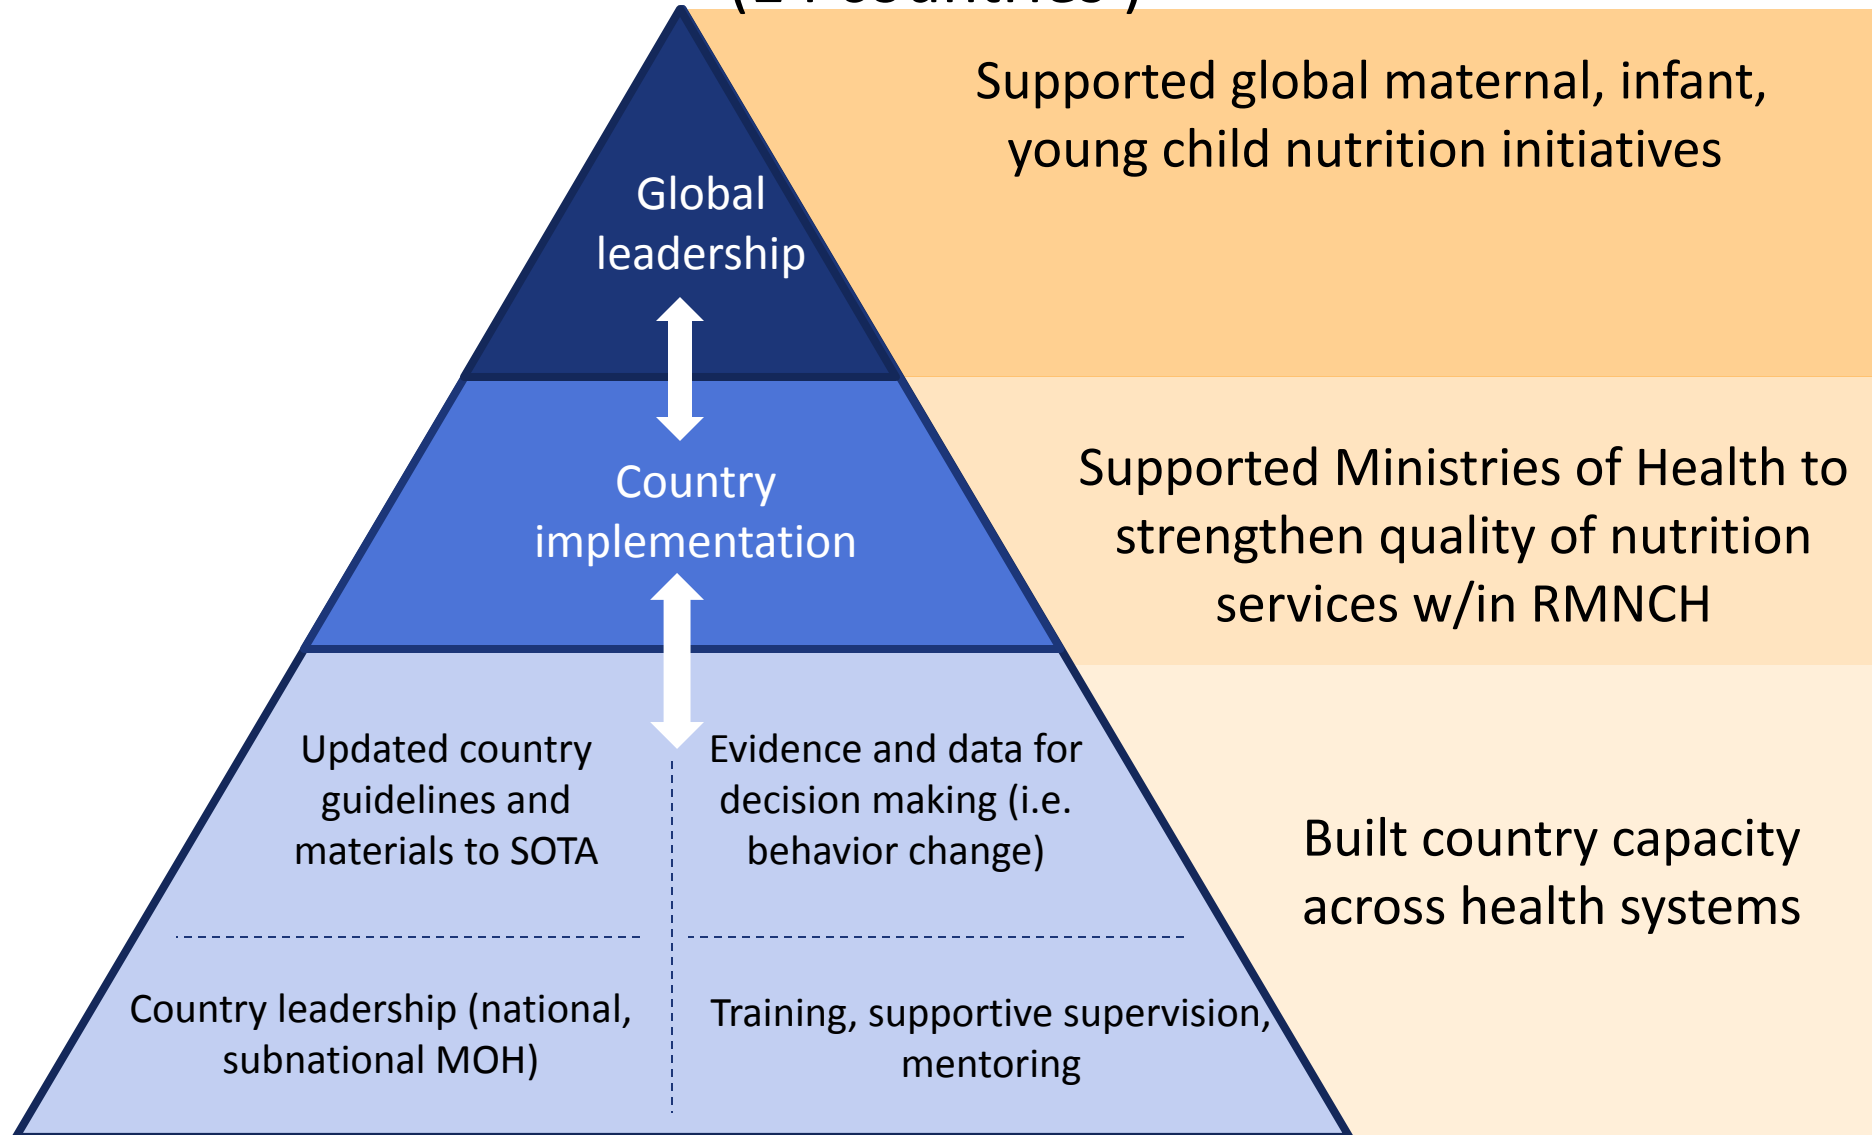 countries )
Supported global maternal, infant,
young child nutrition initiatives
Global
leadership
Country
implementation
Supported Ministries of Health to
strengthen quality of nutrition
services w/in RMNCH
Updated country
guidelines and
materials to SOTA
Evidence and data for
decision making (i.e.
behavior change)
Built country capacity
across health systems
Country leadership (national,
subnational MOH)
Training, supportive supervision,
mentoring